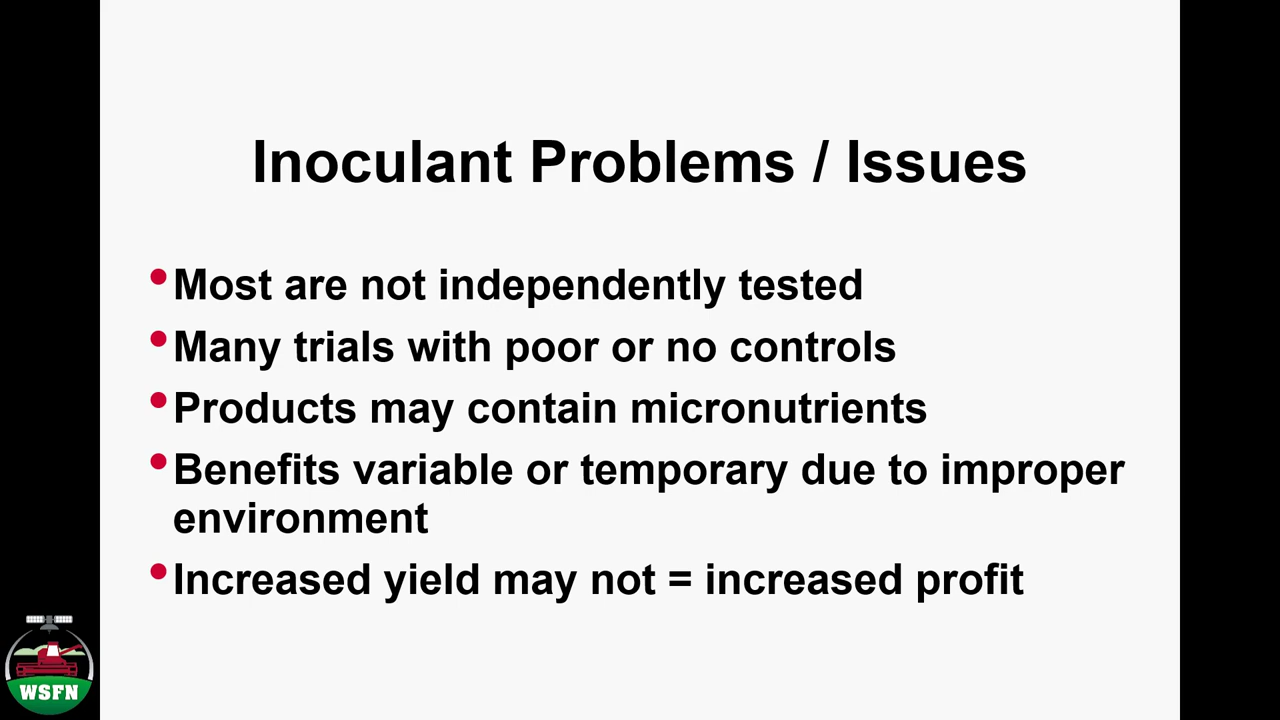 Inoculant Problems / Issues
•Most are not independently tested
•Many trials with poor or no controls
•Products may contain micronutrients
•Benefits variable or temporary due to improper
environment
•Increased yield may not = increased profit
WSFN